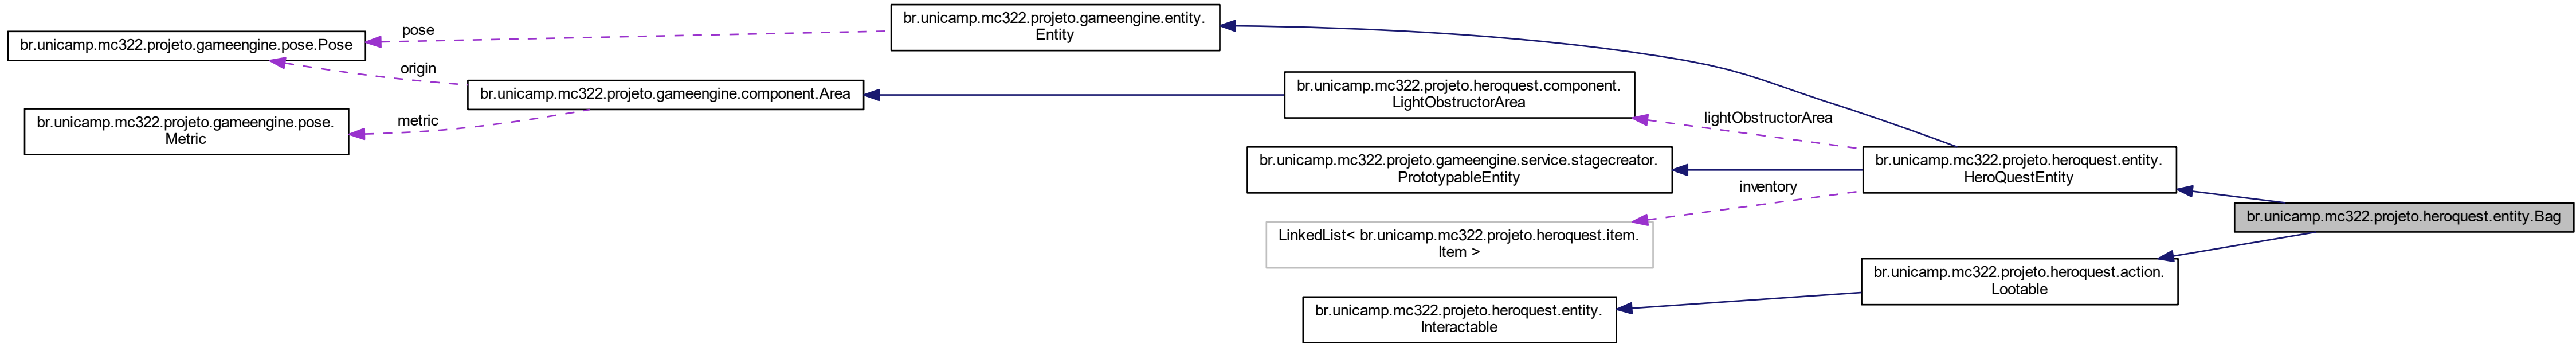 br.unicamp.mc322.projeto.gameengine.pose.Pose
br.unicamp.mc322.projeto.gameengine.pose.
Metric
pose
origin
metric
br.unicamp.mc322.projeto.gameengine.component.Area
br.unicamp.mc322.projeto.gameengine.entity.
Entity
br.unicamp.mc322.projeto.heroquest.component.
LightObstructorArea
br.unicamp.mc322.projeto.gameengine.service.stagecreator.
PrototypableEntity
LinkedList< br.unicamp.mc322.projeto.heroquest.item.
Item >
br.unicamp.mc322.projeto.heroquest.entity.
Interactable
lightObstructorArea
inventory
br.unicamp.mc322.projeto.heroquest.entity.
HeroQuestEntity
br.unicamp.mc322.projeto.heroquest.action.
Lootable
br.unicamp.mc322.projeto.heroquest.entity.Bag